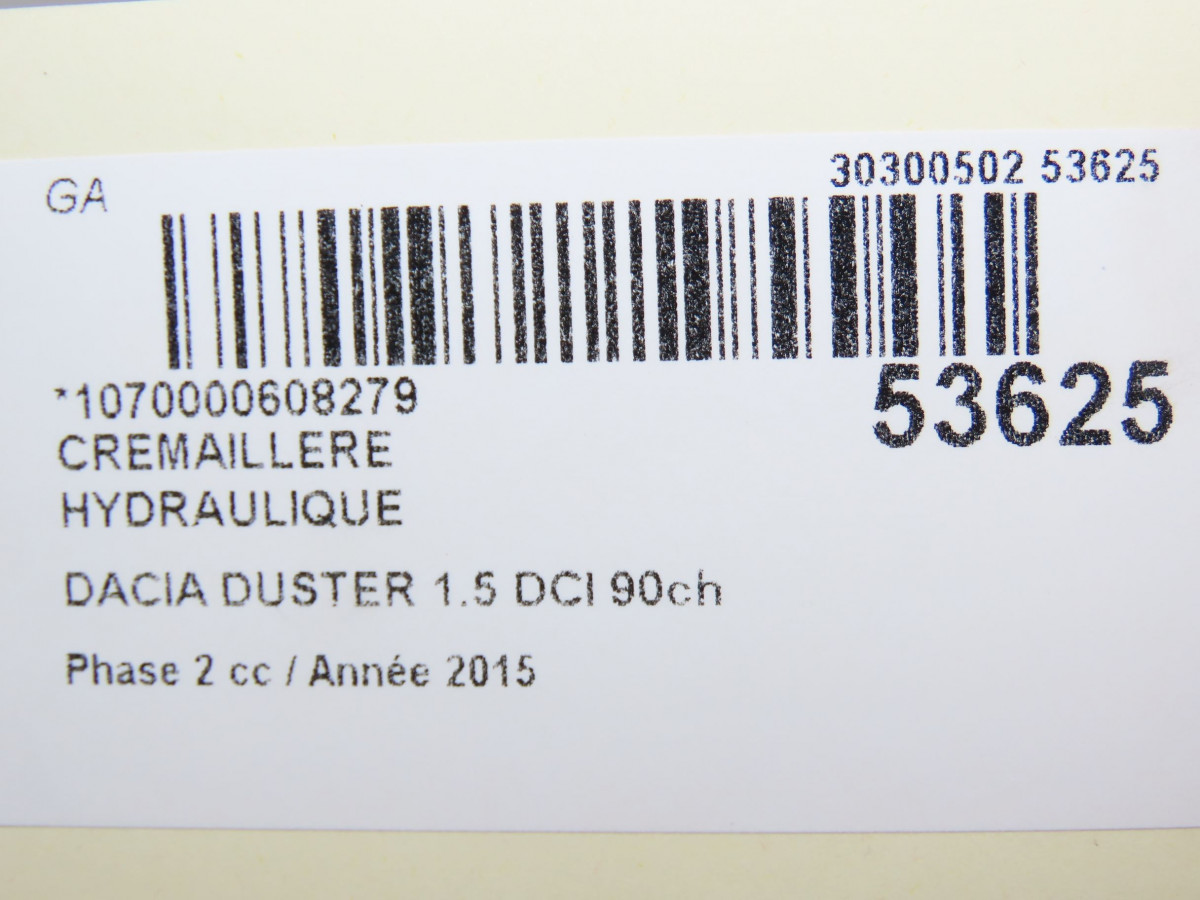 GA
30300502 53625
53625
*1070000608279
CREMAILLERE
HYDRAULIQUE
DACIA DUSTER 1.5 DCI 90ch
Phase 2 cc / Année 2015